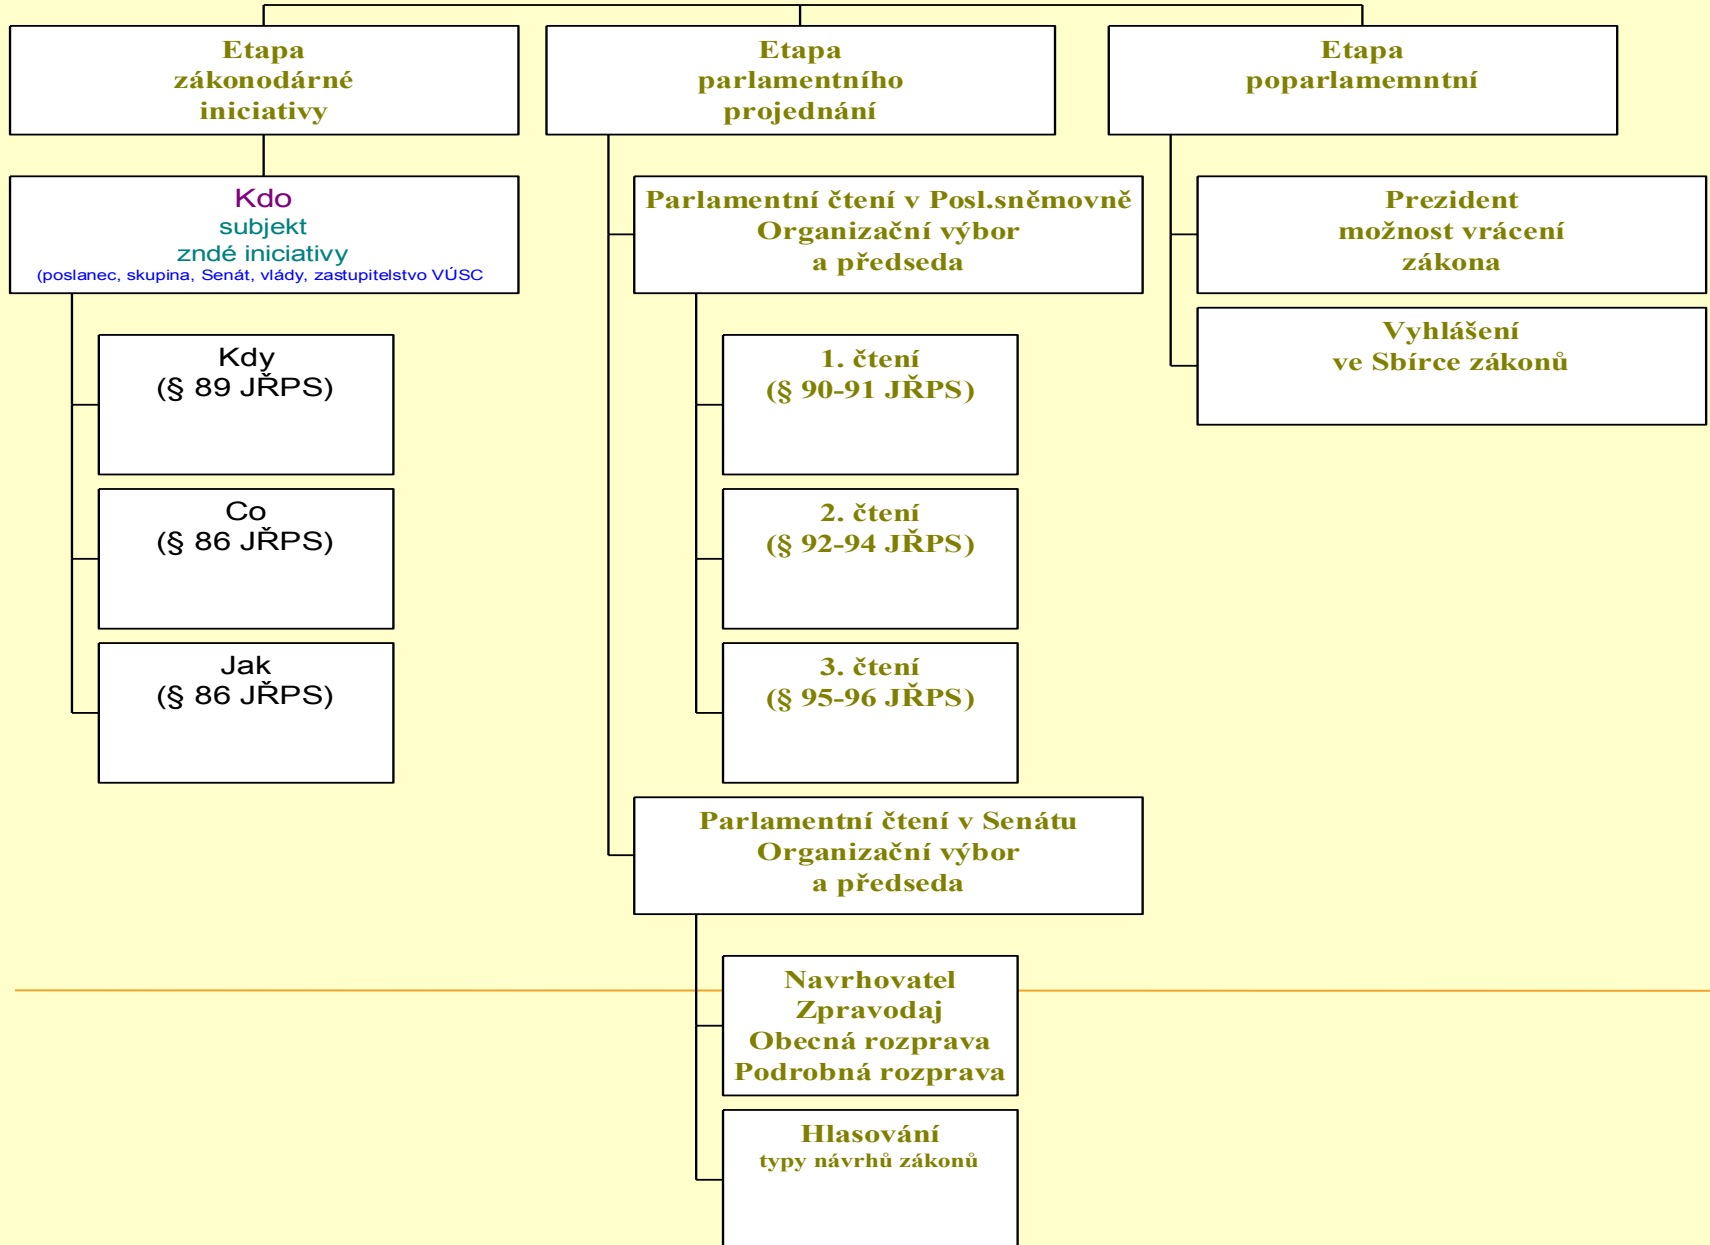 Etapa
zákonodárné
iniciativy
Kdo
subjekt
zndé iniciativy
(poslanec, skupina, Senát, vlády, zastupitelstvo VÚSC
Kdy
(§ 89 JŘPS)
Co
(§ 86 JŘPS)
Jak
(§ 86 JŘPS)
Etapa
parlamentního
projednání
Parlamentní čtení v Posl.sněmovně
Organizační výbor
a předseda
1. čtení
(§ 90-91 JŘPS)
2. čtení
(§ 92-94 JŘPS)
3. čtení
(§ 95-96 JŘPS)
Parlamentní čtení v Senátu
Organizační výbor
a předseda
Navrhovatel
Zpravodaj
Obecná rozprava
Podrobná rozprava
Hlasování
typy návrhů zákonů
Etapa
poparlamemntní
Prezident
možnost vrácení
zákona
Vyhlášení
ve Sbírce zákonů